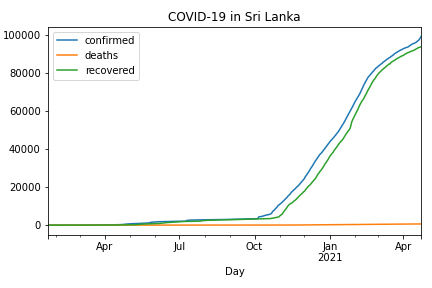 COVID-19 in Sri Lanka
confirmed
deaths
recovered
100000
80000
60000
40000
20000
0
Apr Jul Oct Jan Apr
2021
Day